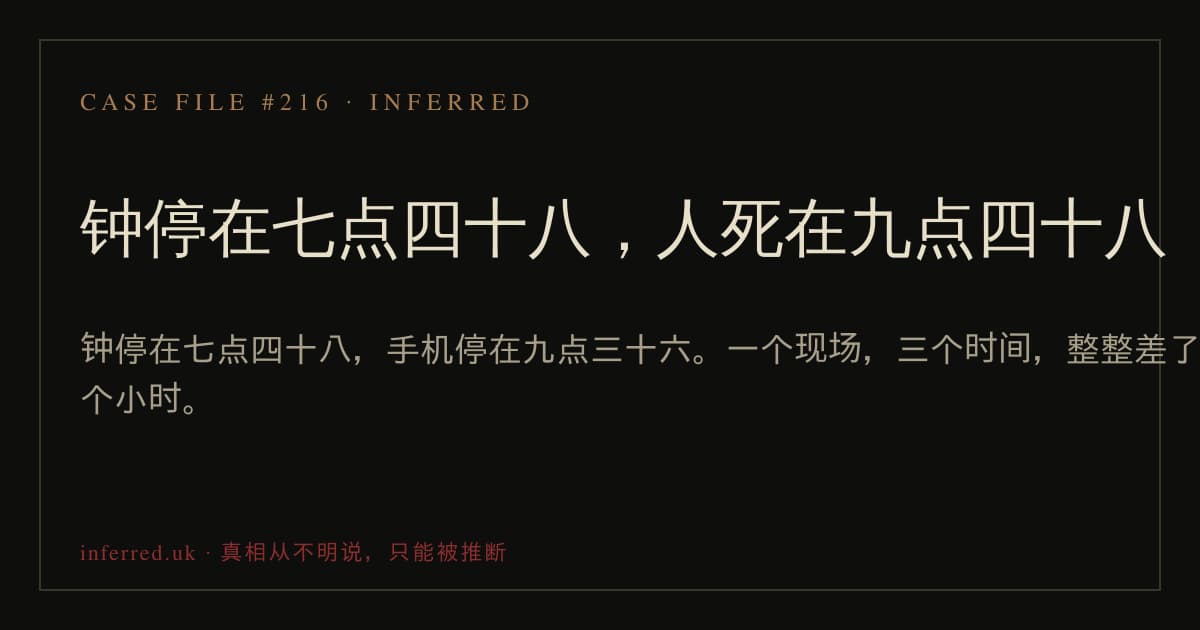 CASE FILE #216 · INFERRED
钟停在七点四十八，人死在九点四十八
钟停在七点四十八，手机停在九点三十六。一个现场，三个时间，整整差了
个小时。
inferred.uk · 真相从不明说，只能被推断